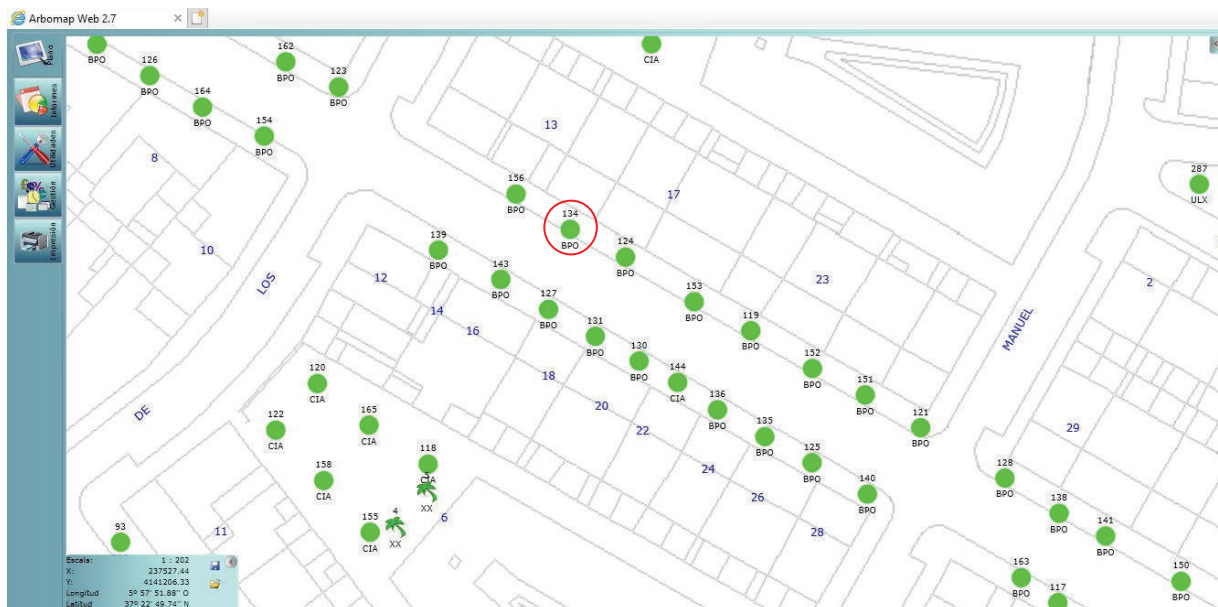 Arbomap Web 2.7
Plano
Informes
Utilidades
Gestión
Impresión
BPO
126
BPO
164
BPO
154
BPO
162
BPO
123
BPO
CIA
8
10
LOS
DE
13
17
23
156
BPO
134
BPO
124
BPO
153
BPO
119
BPO
152
BPO
151
BPO
121
BPO
287
ULX
2
MANUEL
29
139
BPO
143
BPO
127
BPO
131
BPO
130
BPO
144
CIA
136
BPO
135
BPO
125
BPO
140
BPO
12
14
16
18
20
22
24
26
28
120
CIA
122
CIA
165
CIA
158
CIA
118
CIA
5
XX
155
CIA
4
XX
6
11
93
128
BPO
138
BPO
141
BPO
150
BPO
163
BPO
117
Escala: 1 : 202
X: 237527.44
Y: 4141206.33
Longitud 5º 57' 51.88" O
Latitud 37º 22' 49.74" N